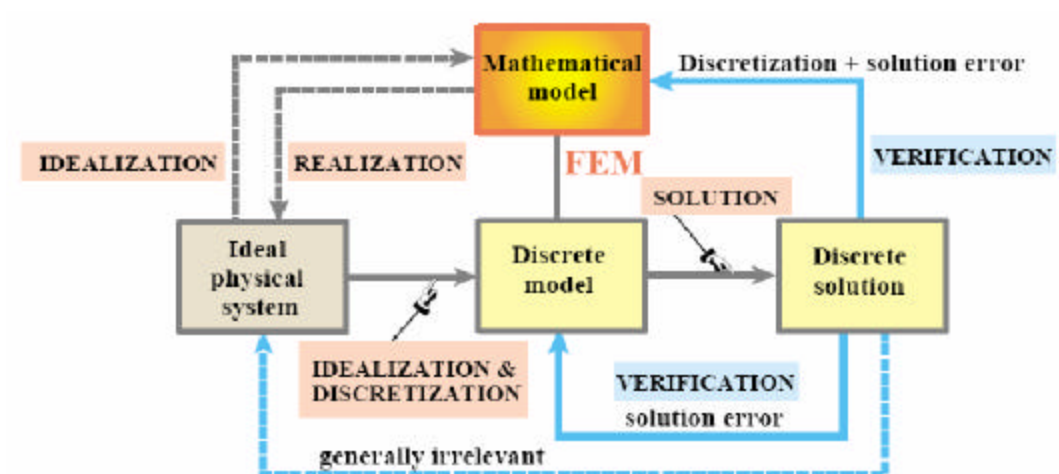 Mathematical
model
Discretization + solution error
IDEALIZATION
REALIZATION
FEM
VERIFICATION
SOLUTION
Ideal
physical
system
Discrete
model
Discrete
solution
IDEALIZATION &
DISCRETIZATION
VERIFICATION
solution error
generally irrelevant